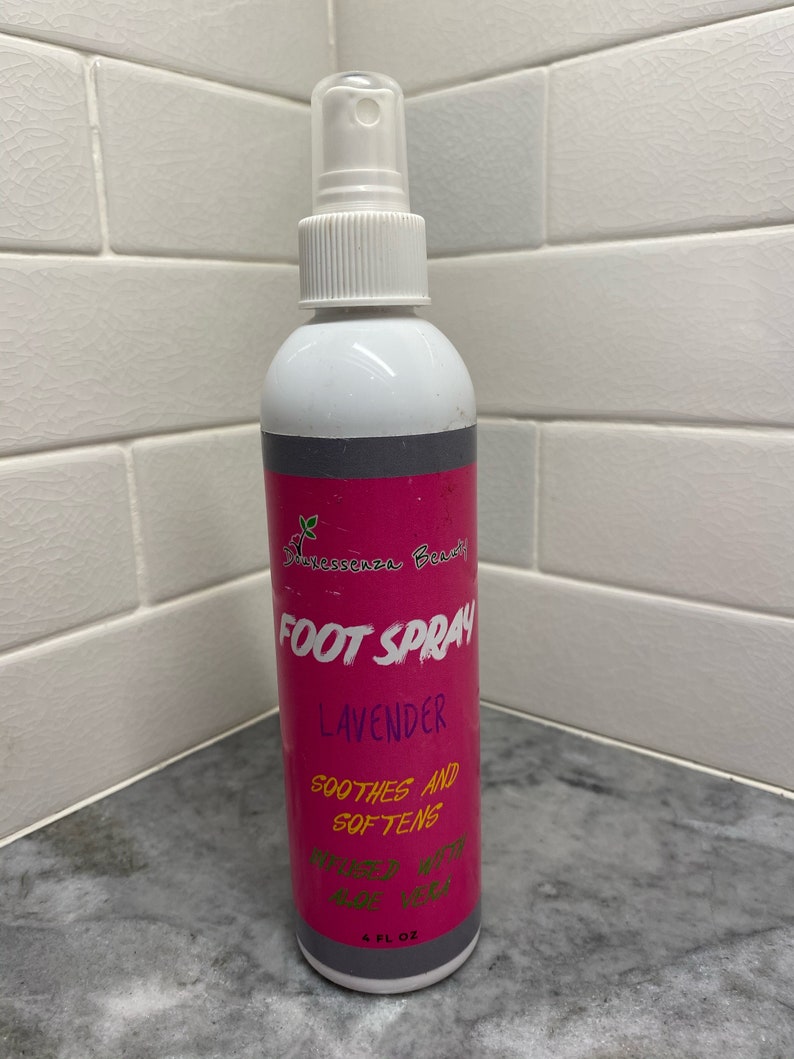 Douxessenza Beauty
FOOT SPRAY
LAVENDER
SOOTHES AND
SOFTENS
INFUSED WITH
ALOE VERA
4 FL OZ